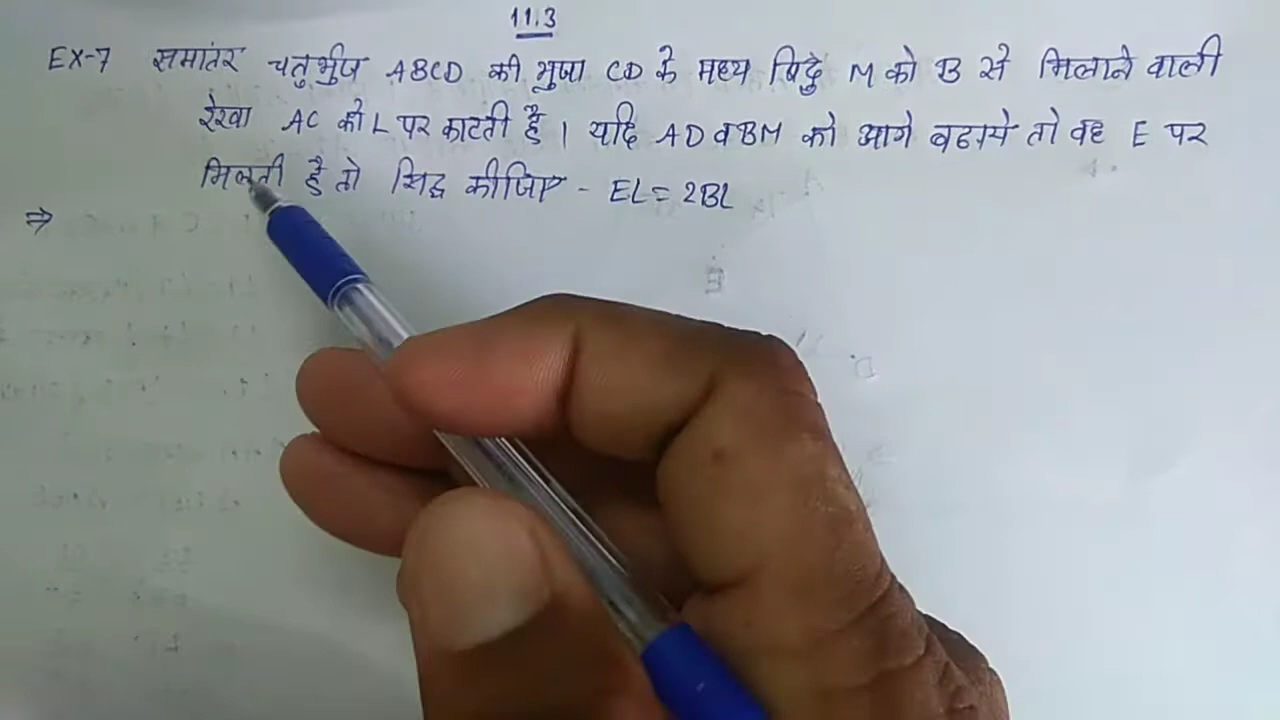 11.3
EX-7 समांतर चतुर्भुज ABCD की भुजा CD के मध्य बिंदु M को B से मिलाने वाली
रेखा AC को L पर काटती है । यदि AD व BM को आगे बढाये तो वह E पर
मिलती है तो सिद्ध कीजिए - EL = 2BL
⇒